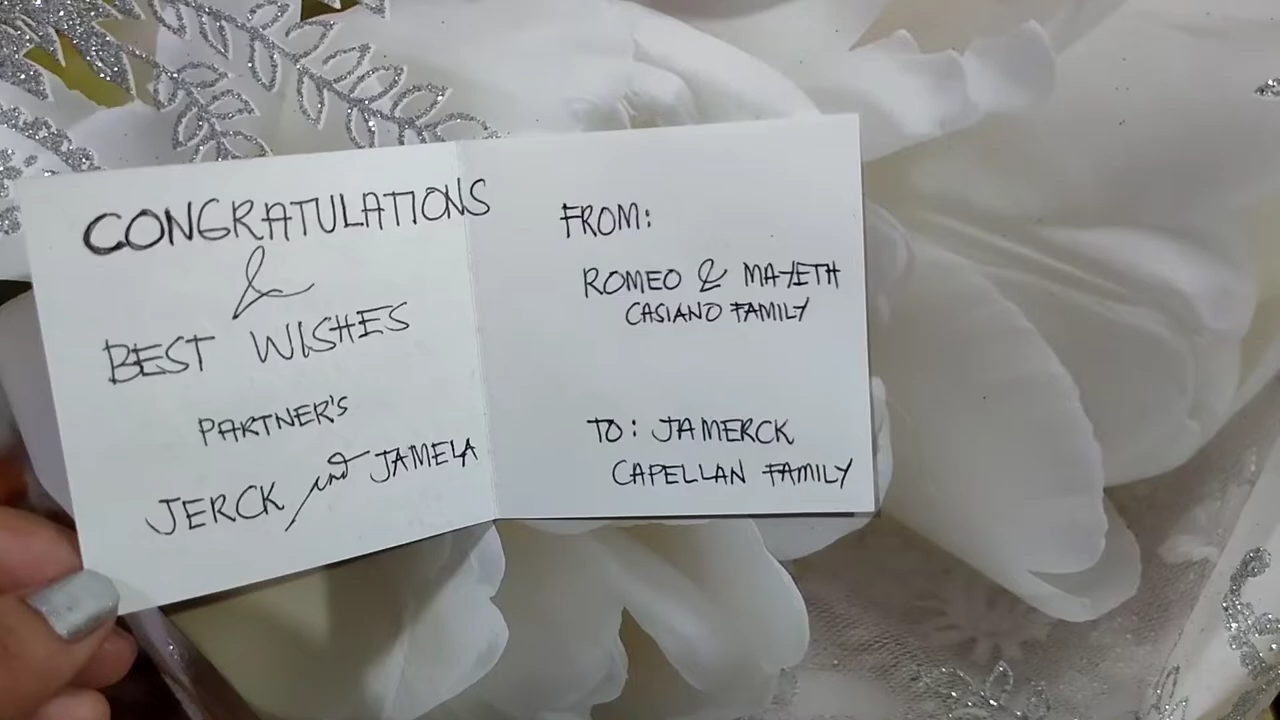 CONGRATULATIONS
&
BEST WISHES
PARTNER'S
JERCK and JAMELA
FROM:
ROMEO & MAYETH
CASIANO FAMILY
TO: JAMERCK
CAPELLAN FAMILY